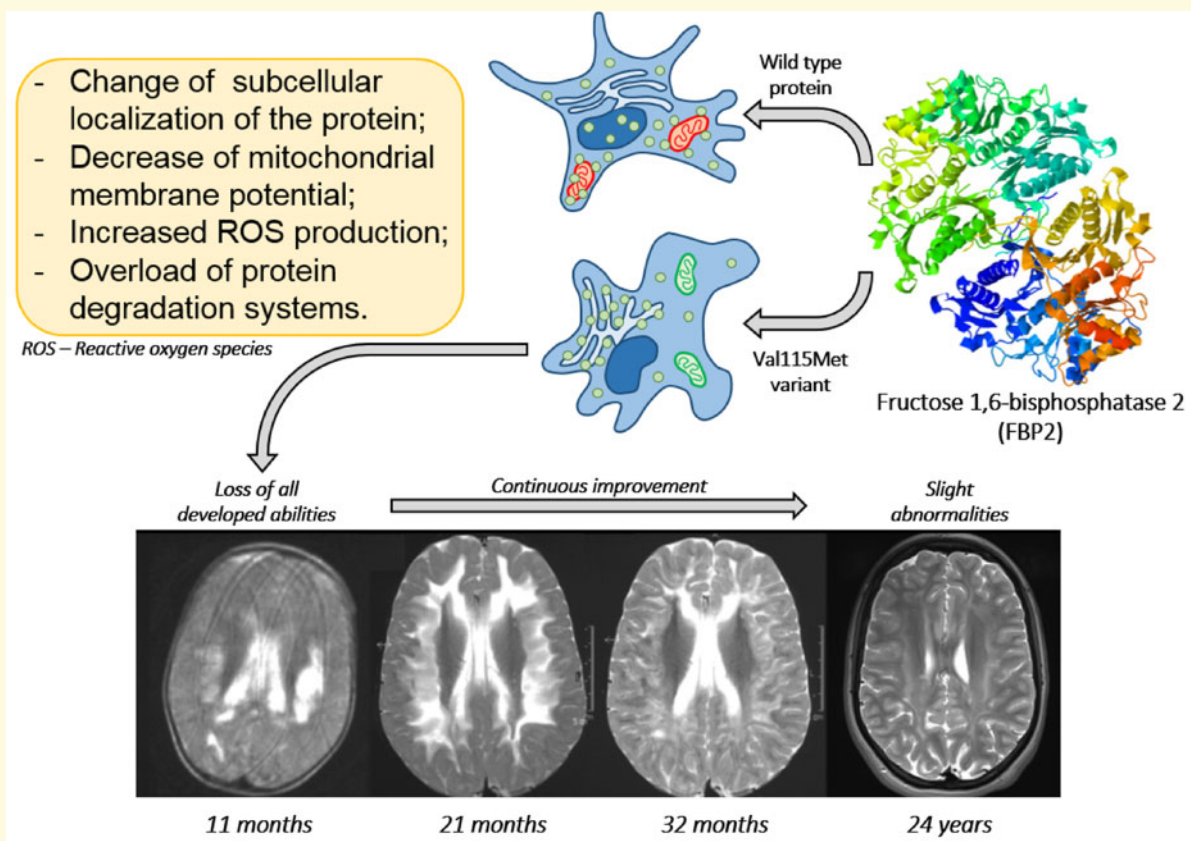 - Change of subcellular
localization of the protein;
- Decrease of mitochondrial
membrane potential;
- Increased ROS production;
- Overload of protein
degradation systems.
ROS – Reactive oxygen species
Wild type
protein
Val115Met
variant
Fructose 1,6-bisphosphatase 2
(FBP2)
Loss of all
developed abilities
Continuous improvement
Slight
abnormalities
11 months
21 months
32 months
24 years